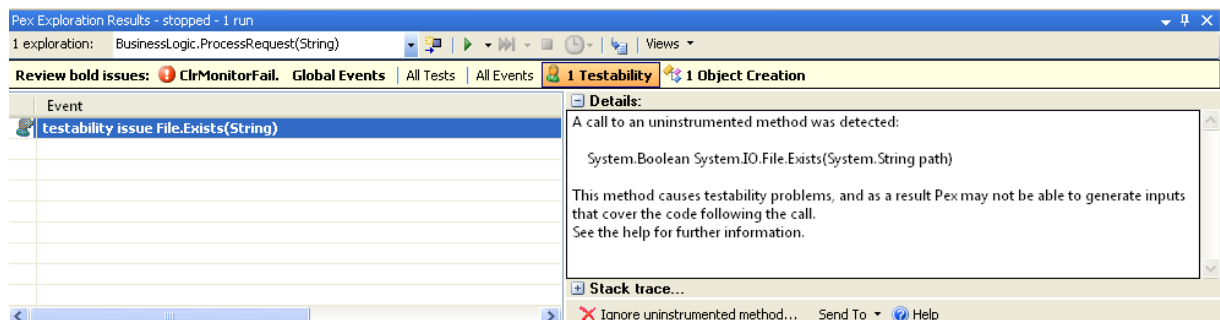 Pex Exploration Results - stopped - 1 run
1 exploration: BusinessLogic.ProcessRequest(String) Views
Review bold issues: ClrMonitorFail. Global Events All Tests All Events 1 Testability 1 Object Creation
Event
testability issue File.Exists(String)
Details:
A call to an uninstrumented method was detected:
System.Boolean System.IO.File.Exists(System.String path)
This method causes testability problems, and as a result Pex may not be able to generate inputs
that cover the code following the call.
See the help for further information.
Stack trace...
Ignore uninstrumented method... Send To Help